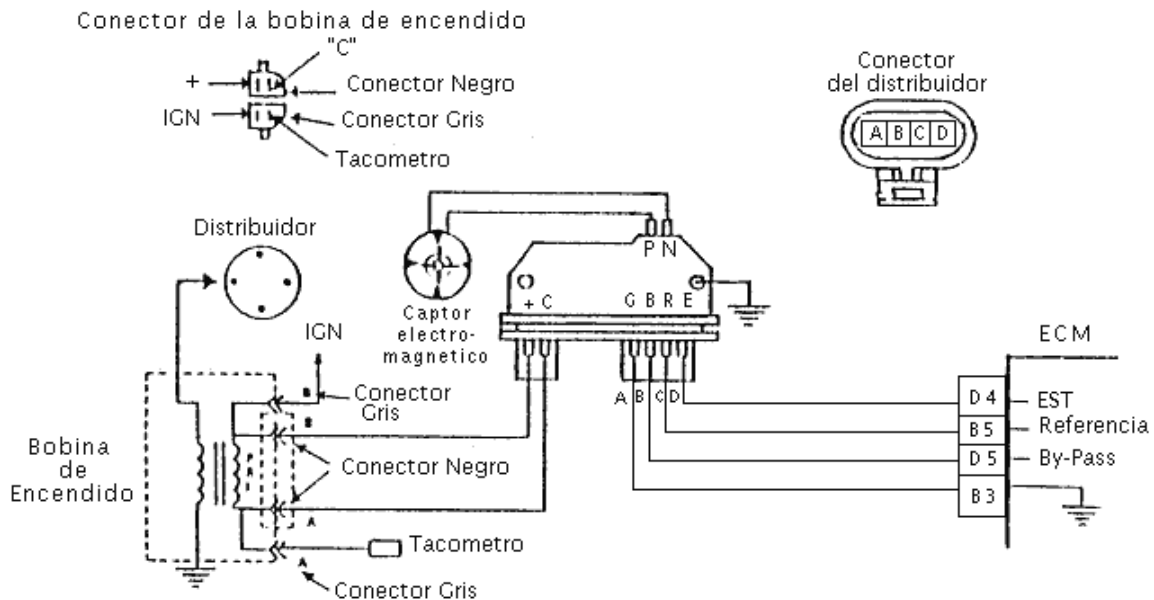 Conector de la bobina de encendido
"C"
+
Conector Negro
IGN
Conector Gris
Tacometro
Conector
del distribuidor
A B C D
Distribuidor
P N
+ C
G B R E
Captor
electro-
magnetico
IGN
ECM
B
Conector
Gris
A B C D
D 4
EST
B
B 5
Referencia
Bobina
de
Encendido
Conector Negro
D 5
By-Pass
B 3
A
Tacometro
A
Conector Gris